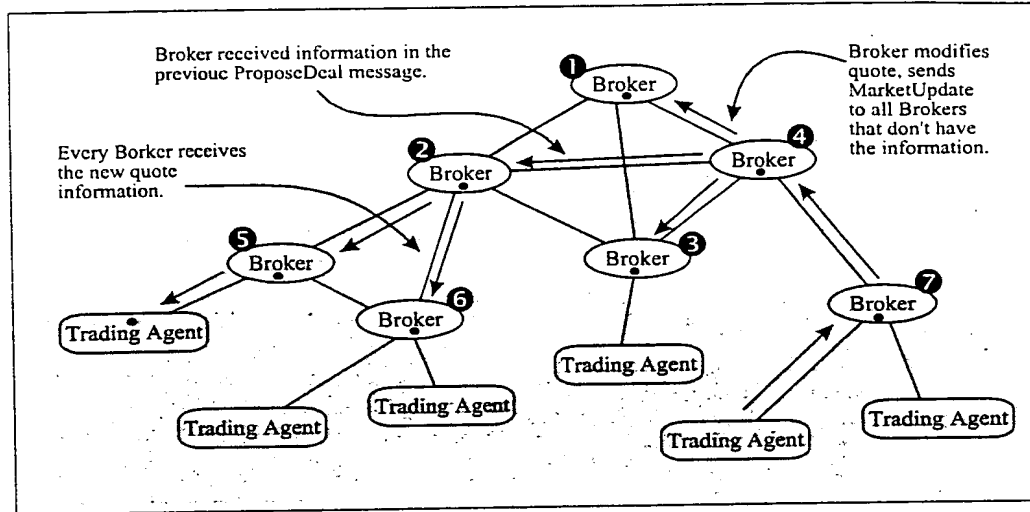 Broker received information in the
previouc ProposeDcal message.
Broker modifies
quote, sends
MarketUpdate
to all Brokers
that don't have
the information.
Every Borker receives
the new quote
information.
1
Broker
2
Broker
4
Broker
5
Broker
3
Broker
6
Broker
7
Broker
Trading Agent
Trading Agent
Trading Agent
Trading Agent
Trading Agent
Trading Agent